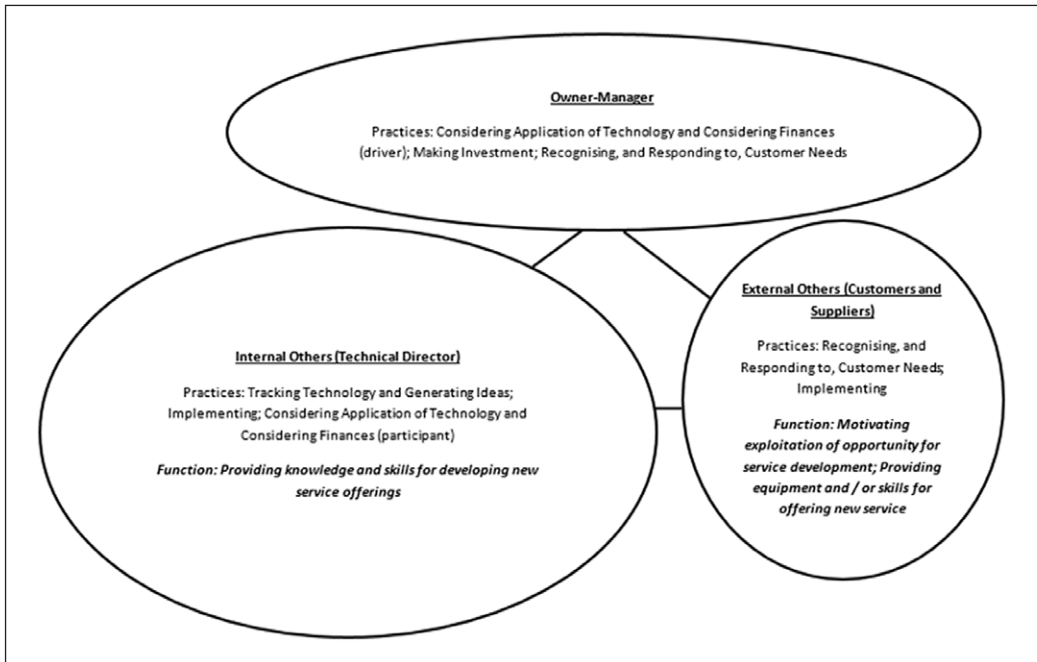 Owner-Manager
Practices: Considering Application of Technology and Considering Finances
(driver); Making Investment; Recognising, and Responding to, Customer Needs
Internal Others (Technical Director)
Practices: Tracking Technology and Generating Ideas;
Implementing; Considering Application of Technology and
Considering Finances (participant)
Function: Providing knowledge and skills for developing new
service offerings
External Others (Customers and
Suppliers)
Practices: Recognising, and
Responding to, Customer Needs;
Implementing
Function: Motivating
exploitation of opportunity for
service development; Providing
equipment and / or skills for
offering new service